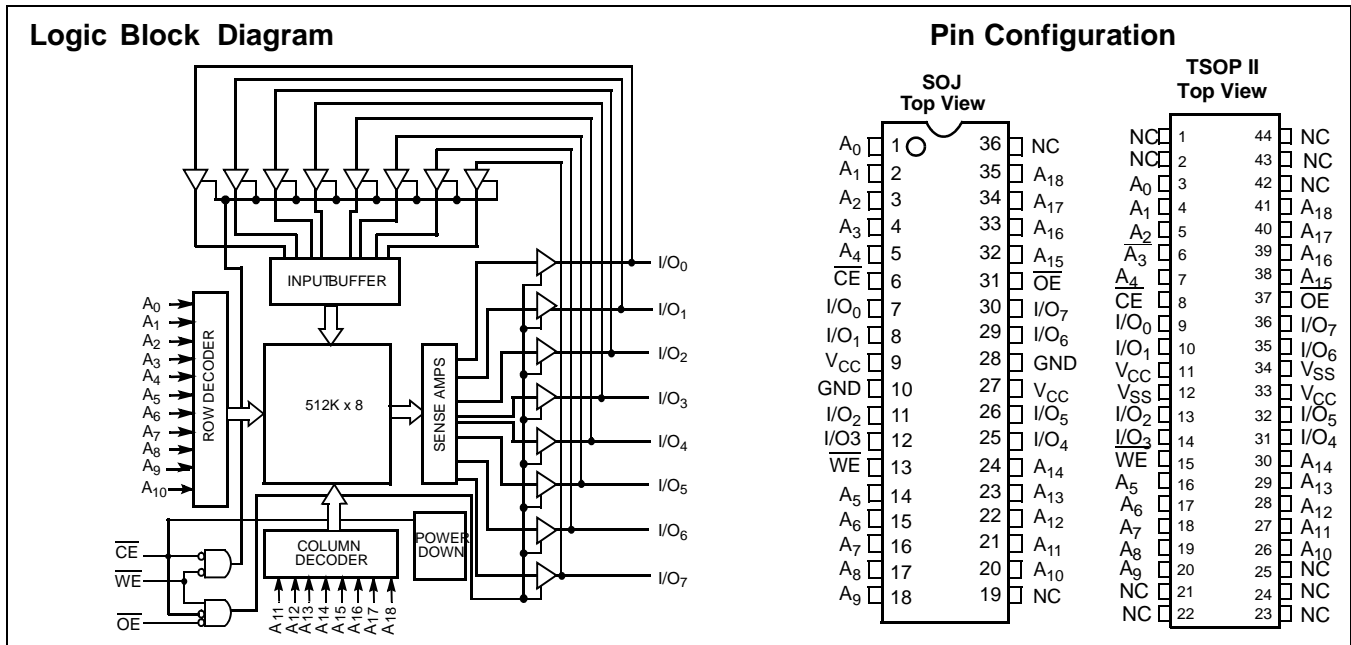 Logic Block Diagram
I/O0
I/O1
INPUTBUFFER
A0
A1
A2
A3
A4
A5
A6
A7
A8
A9
A10
ROW DECODER
512K x 8
SENSE AMPS
I/O2
I/O3
I/O4
I/O5
I/O6
I/O7
CE
WE
OE
COLUMN
DECODER
POWER
DOWN
A11
A12
A13
A14
A15
A16
A17
A18
Pin Configuration
SOJ
Top View
A0 1 36 NC
A1 2 35 A18
A2 3 34 A17
A3 4 33 A16
A4 5 32 A15
CE 6 31 OE
I/O0 7 30 I/O7
I/O1 8 29 I/O6
VCC 9 28 GND
GND 10 27 VCC
I/O2 11 26 I/O5
I/O3 12 25 I/O4
WE 13 24 A14
A5 14 23 A13
A6 15 22 A12
A7 16 21 A11
A8 17 20 A10
A9 18 19 NC
TSOP II
Top View
NC 1 44 NC
NC 2 43 NC
A0 3 42 NC
A1 4 41 A18
A2 5 40 A17
A3 6 39 A16
A4 7 38 A15
CE 8 37 OE
I/O0 9 36 I/O7
I/O1 10 35 I/O6
VCC 11 34 VSS
VSS 12 33 VCC
I/O2 13 32 I/O5
I/O3 14 31 I/O4
WE 15 30 A14
A5 16 29 A13
A6 17 28 A12
A7 18 27 A11
A8 19 26 A10
A9 20 25 NC
NC 21 24 NC
NC 22 23 NC